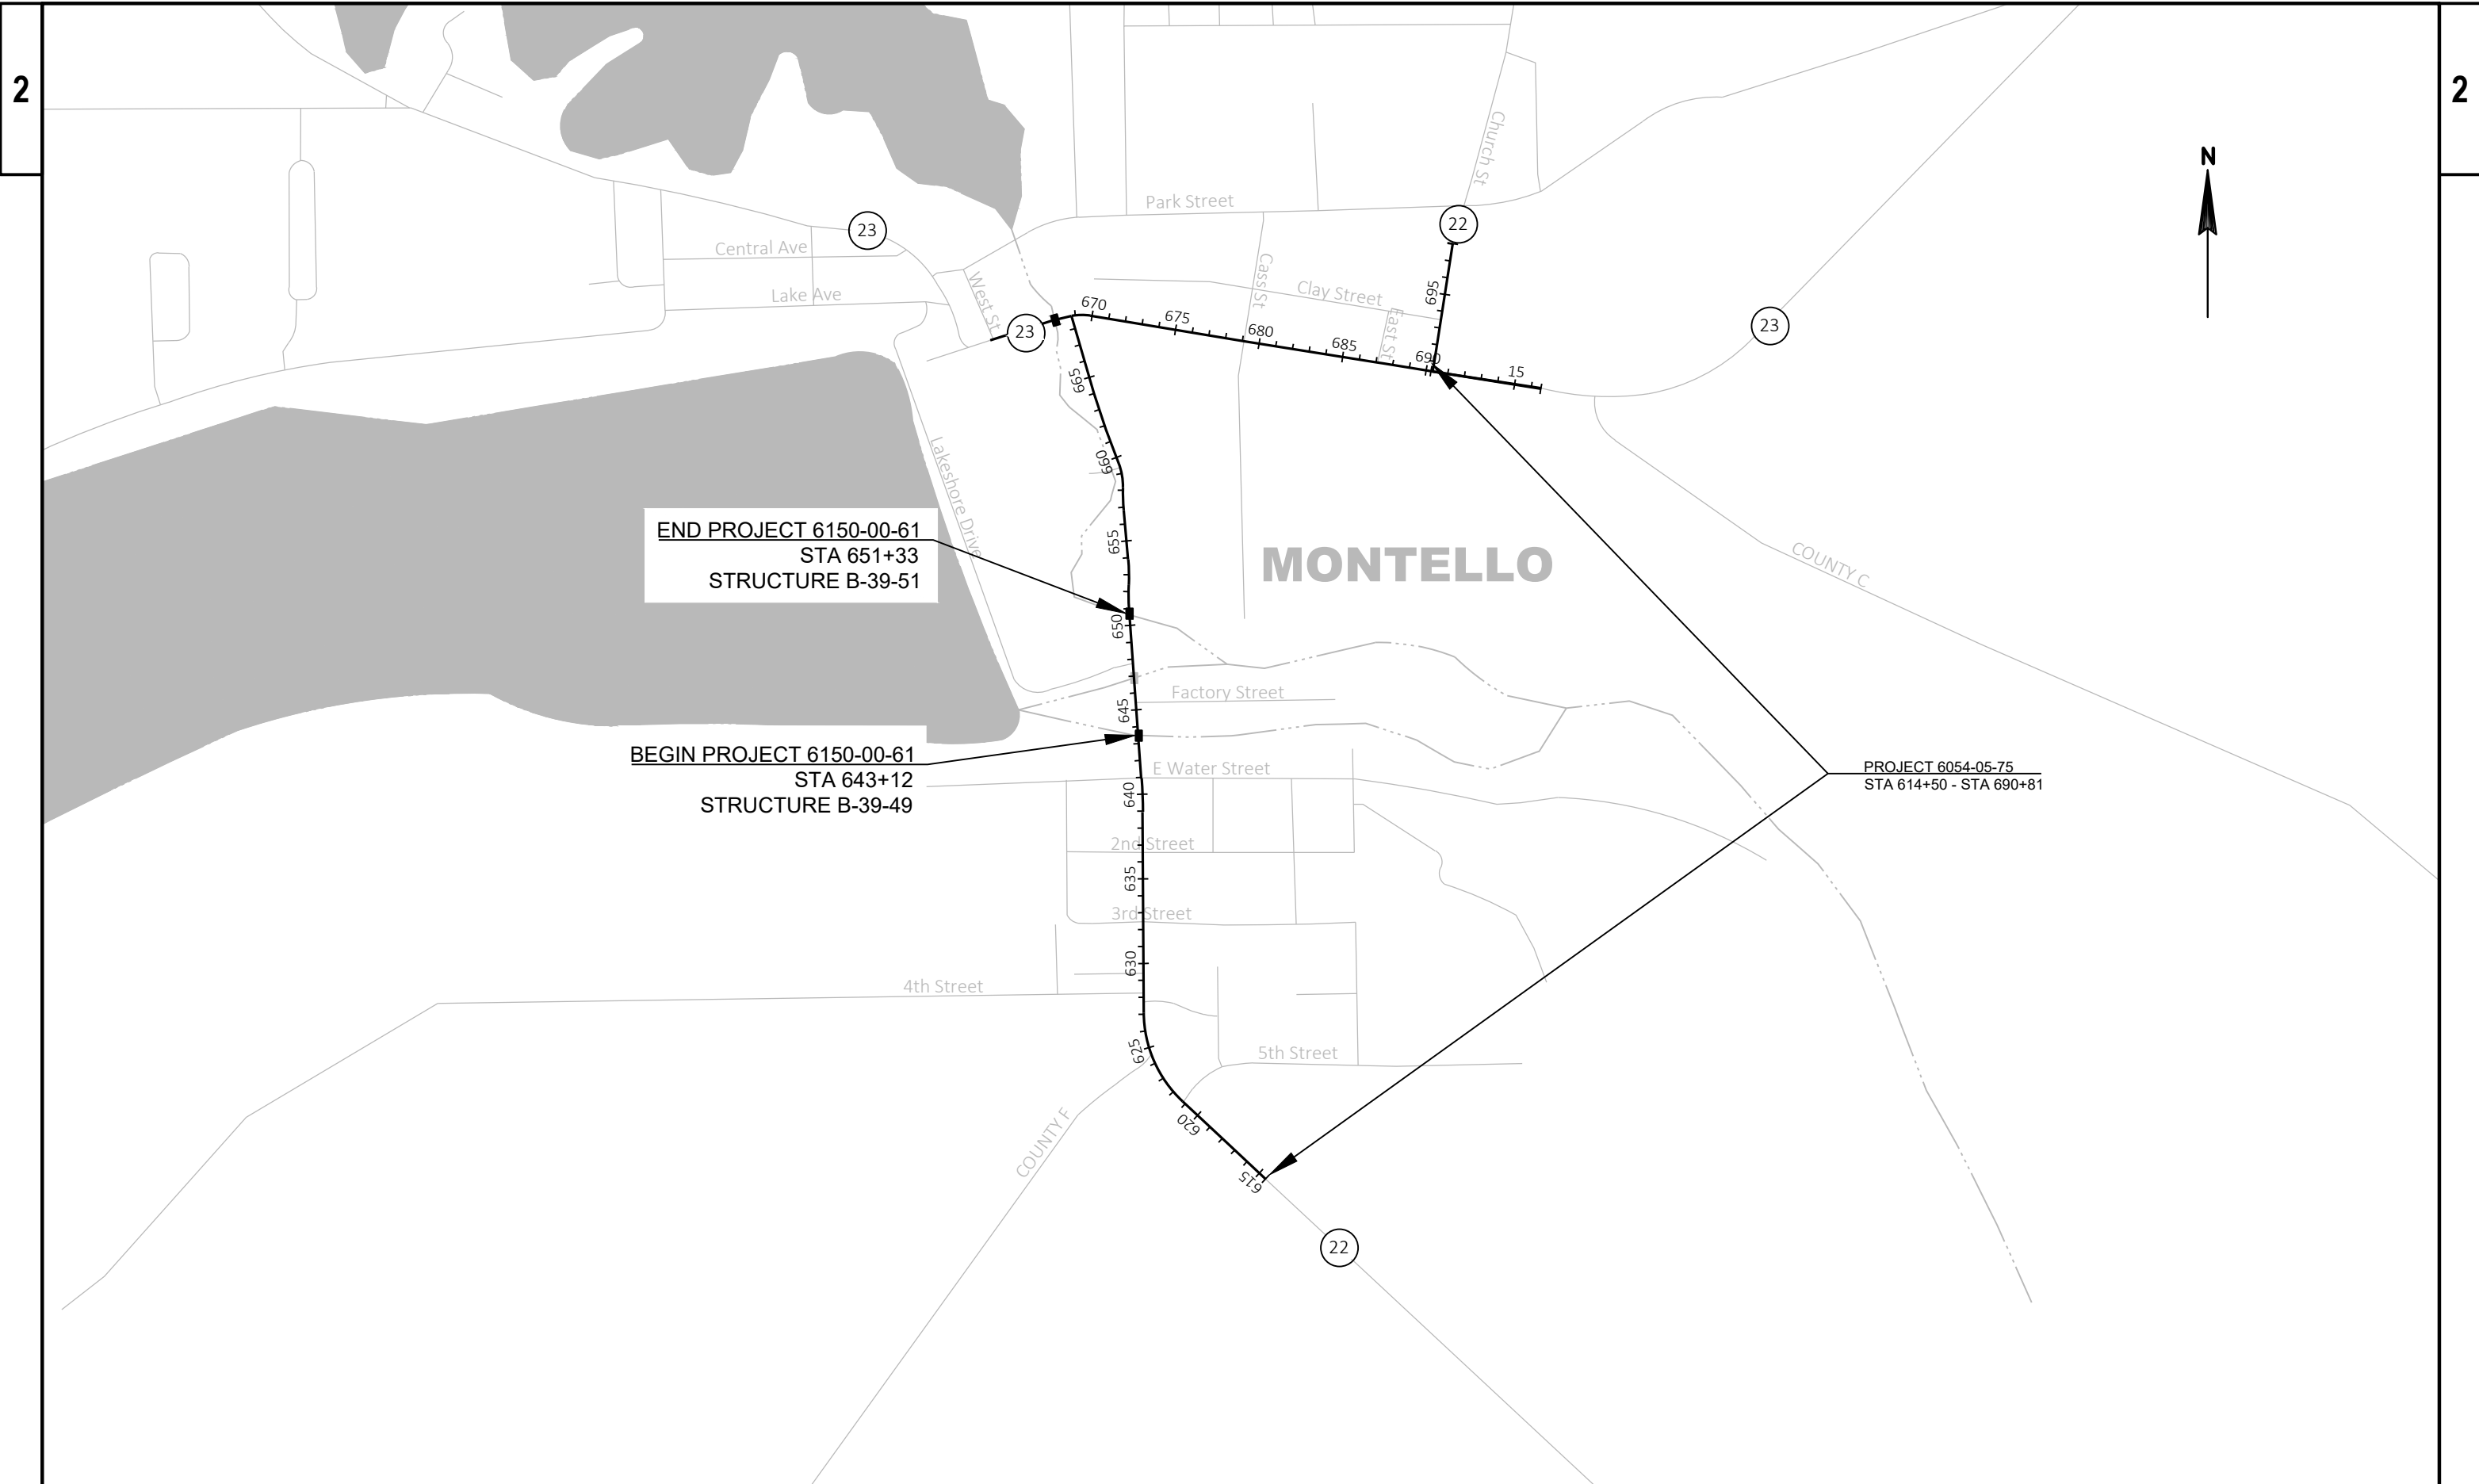 2
2
N
Church St
Park Street
22
23
Central Ave
Cass St
Clay Street
Lake Ave
West St
695
670
675
680
685
East St
690
15
23
23
665
660
Lakeshore Drive
END PROJECT 6150-00-61
STA 651+33
STRUCTURE B-39-51
655
MONTELLO
COUNTY C
650
Factory Street
645
BEGIN PROJECT 6150-00-61
STA 643+12
STRUCTURE B-39-49
E Water Street
PROJECT 6054-05-75
STA 614+50 - STA 690+81
640
2nd Street
635
3rd Street
630
4th Street
625
5th Street
620
COUNTY F
615
22